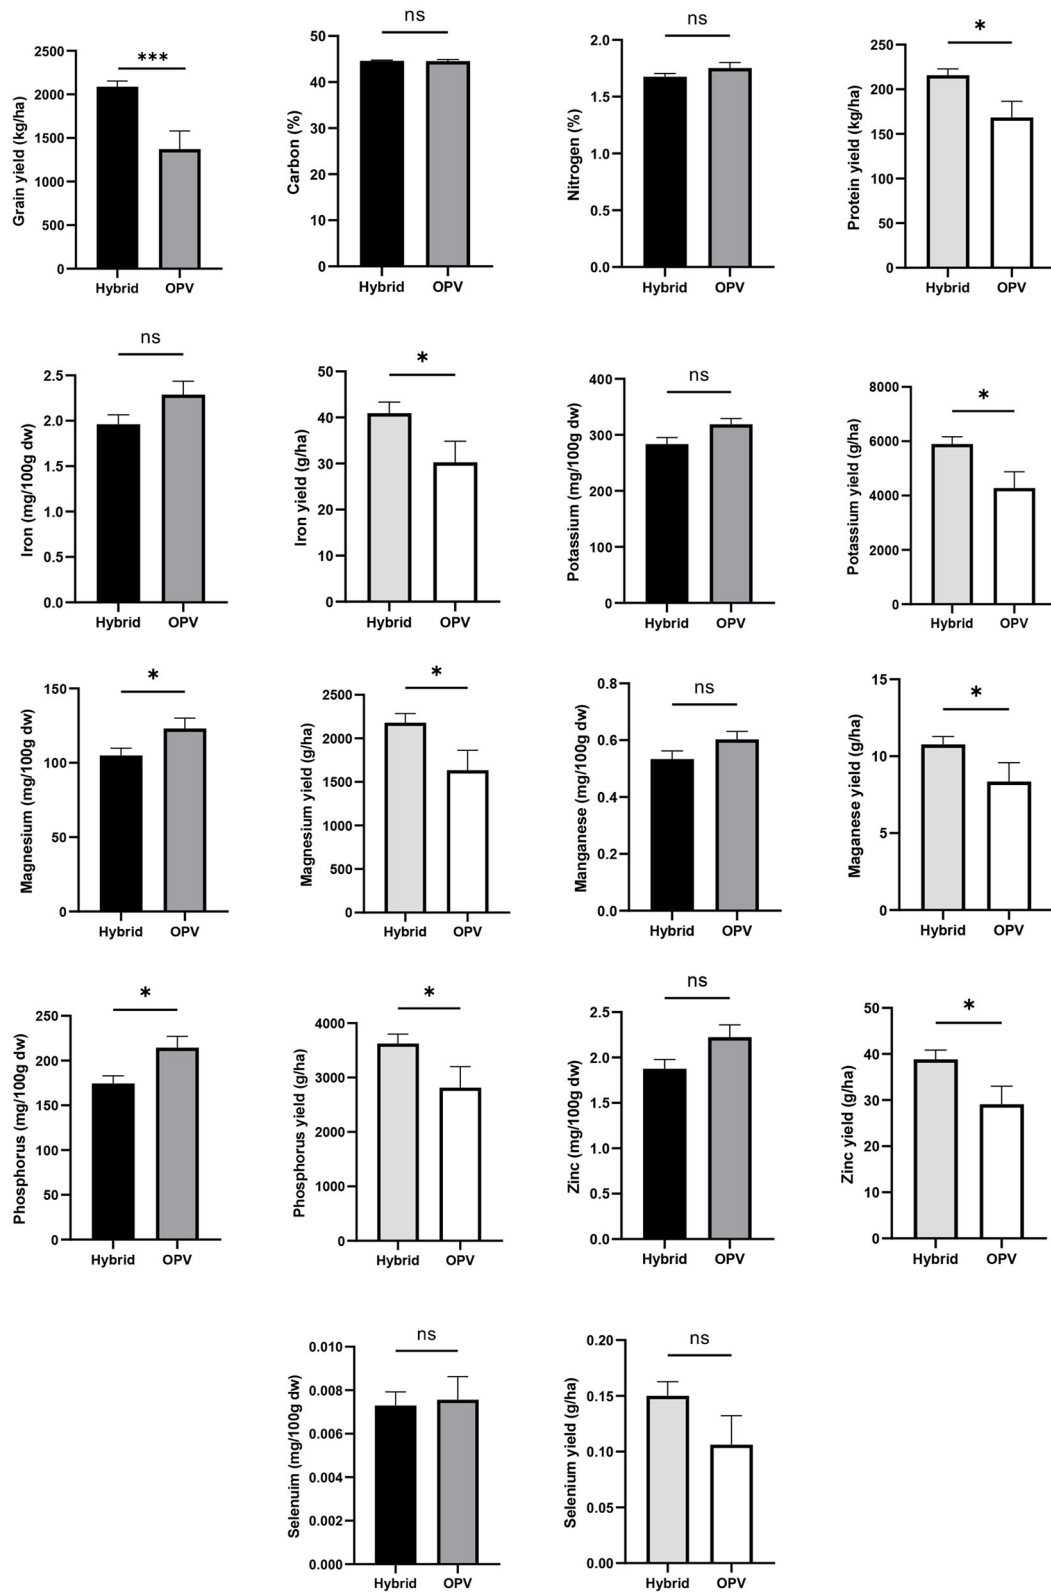 ***
Grain yield (kg/ha)
2500
2000
1500
1000
500
0
Hybrid OPV
ns
Carbon (%)
50
40
30
20
10
0
Hybrid OPV
ns
Nitrogen (%)
2.0
1.5
1.0
0.5
0.0
Hybrid OPV
*
Protein yield (kg/ha)
250
200
150
100
50
0
Hybrid OPV
ns
Iron (mg/100g dw)
2.5
2.0
1.5
1.0
0.5
0.0
Hybrid OPV
*
Iron yield (g/ha)
50
40
30
20
10
0
Hybrid OPV
ns
Potassium (mg/100g dw)
400
300
200
100
0
Hybrid OPV
*
Potassium yield (g/ha)
8000
6000
4000
2000
0
Hybrid OPV
*
Magnesium (mg/100g dw)
150
100
50
0
Hybrid OPV
*
Magnesium yield (g/ha)
2500
2000
1500
1000
500
0
Hybrid OPV
ns
Manganese (mg/100g dw)
0.8
0.6
0.4
0.2
0.0
Hybrid OPV
*
Maganese yield (g/ha)
15
10
5
0
Hybrid OPV
*
Phosphorus (mg/100g dw)
250
200
150
100
50
0
Hybrid OPV
*
Phosphorus yield (g/ha)
4000
3000
2000
1000
0
Hybrid OPV
ns
Zinc (mg/100g dw)
2.5
2.0
1.5
1.0
0.5
0.0
Hybrid OPV
*
Zinc yield (g/ha)
50
40
30
20
10
0
Hybrid OPV
ns
Selenuim (mg/100g dw)
0.010
0.008
0.006
0.004
0.002
0.000
Hybrid OPV
ns
Selenium yield (g/ha)
0.20
0.15
0.10
0.05
0.00
Hybrid OPV